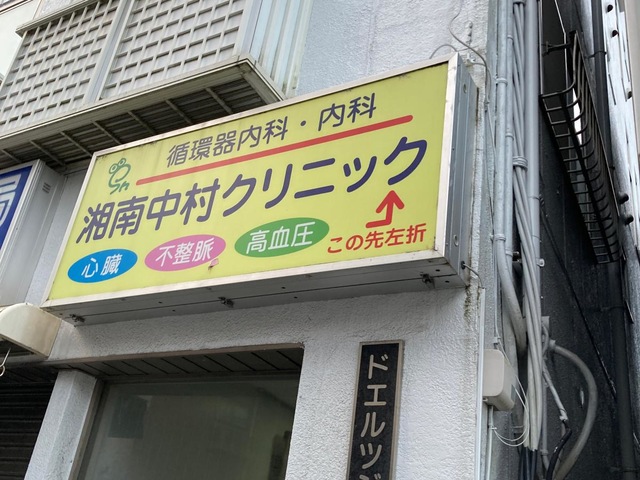 循環器内科・内科
湘南中村クリニック
心臓 不整脈 高血圧 この先左折
ドエルツジ